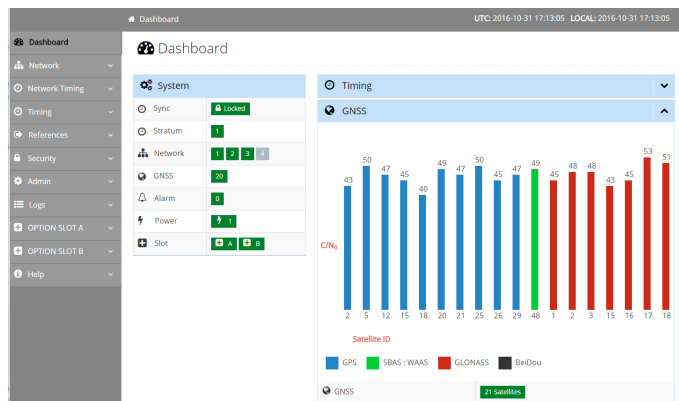 Dashboard
UTC: 2016-10-31 17:13:05 LOCAL: 2016-10-31 17:13:05
Dashboard
Network
Network Timing
Timing
References
Security
Admin
Logs
OPTION SLOT A
OPTION SLOT B
Help
Dashboard
System
Sync Locked
Stratum 1
Network 1 2 3 4
GNSS 20
Alarm 0
Power 1
Slot A B
Timing
GNSS
43 50 47 45 40 49 47 50 45 47 49 45 48 48 43 45 53 51
C/N0
2 5 12 15 18 20 21 25 26 29 48 1 2 3 15 16 17 18
Satellite ID
GPS SBAS : WAAS GLONASS BeiDou
GNSS 21 Satellites